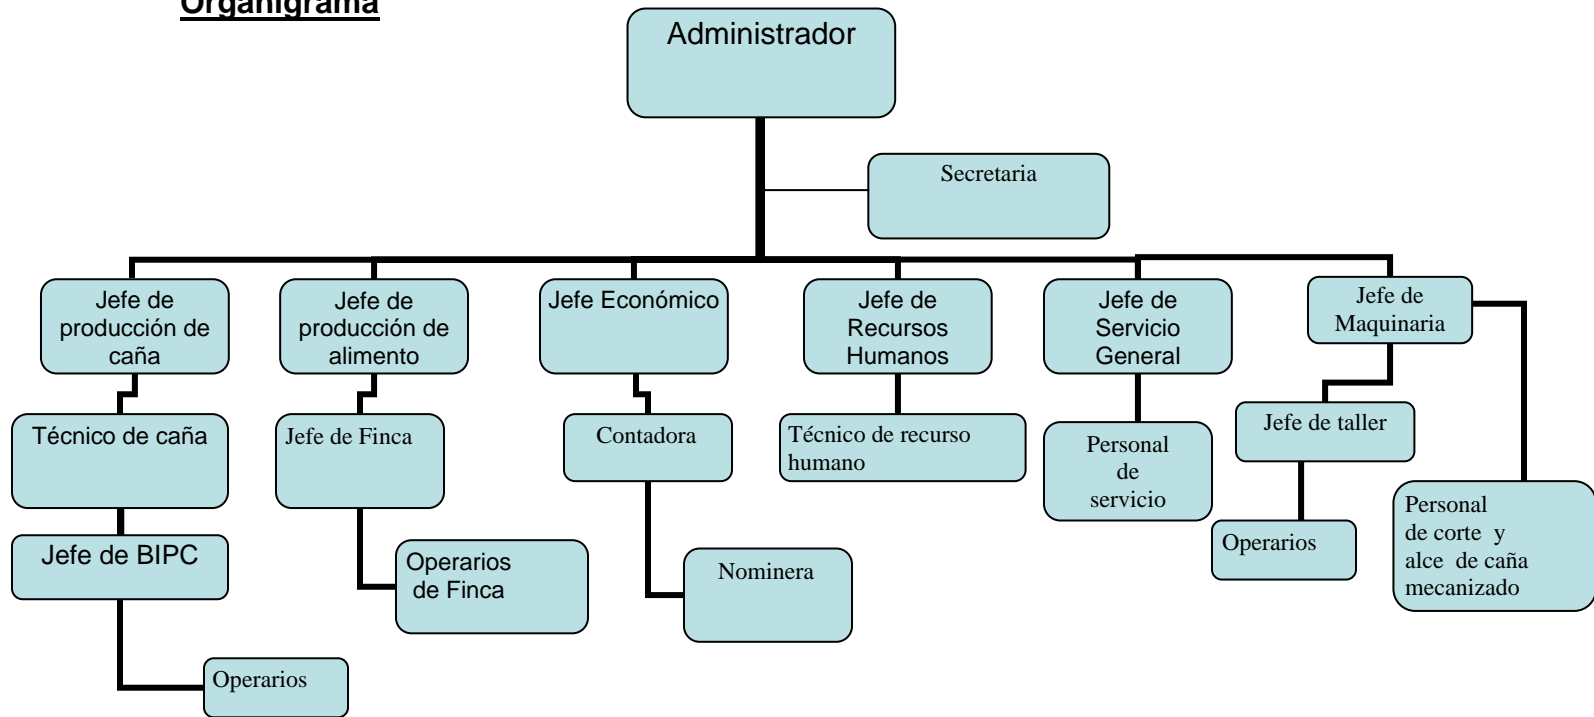 Organigrama
Administrador
Secretaria
Jefe de
producción de
caña
Jefe de
producción de
alimento
Jefe Económico
Jefe de
Recursos
Humanos
Jefe de
Servicio
General
Jefe de
Maquinaria
Técnico de caña
Jefe de Finca
Contadora
Técnico de recurso
humano
Personal
de
servicio
Jefe de taller
Jefe de BIPC
Operarios
de Finca
Nominera
Operarios
Personal
de corte y
alce de caña
mecanizado
Operarios